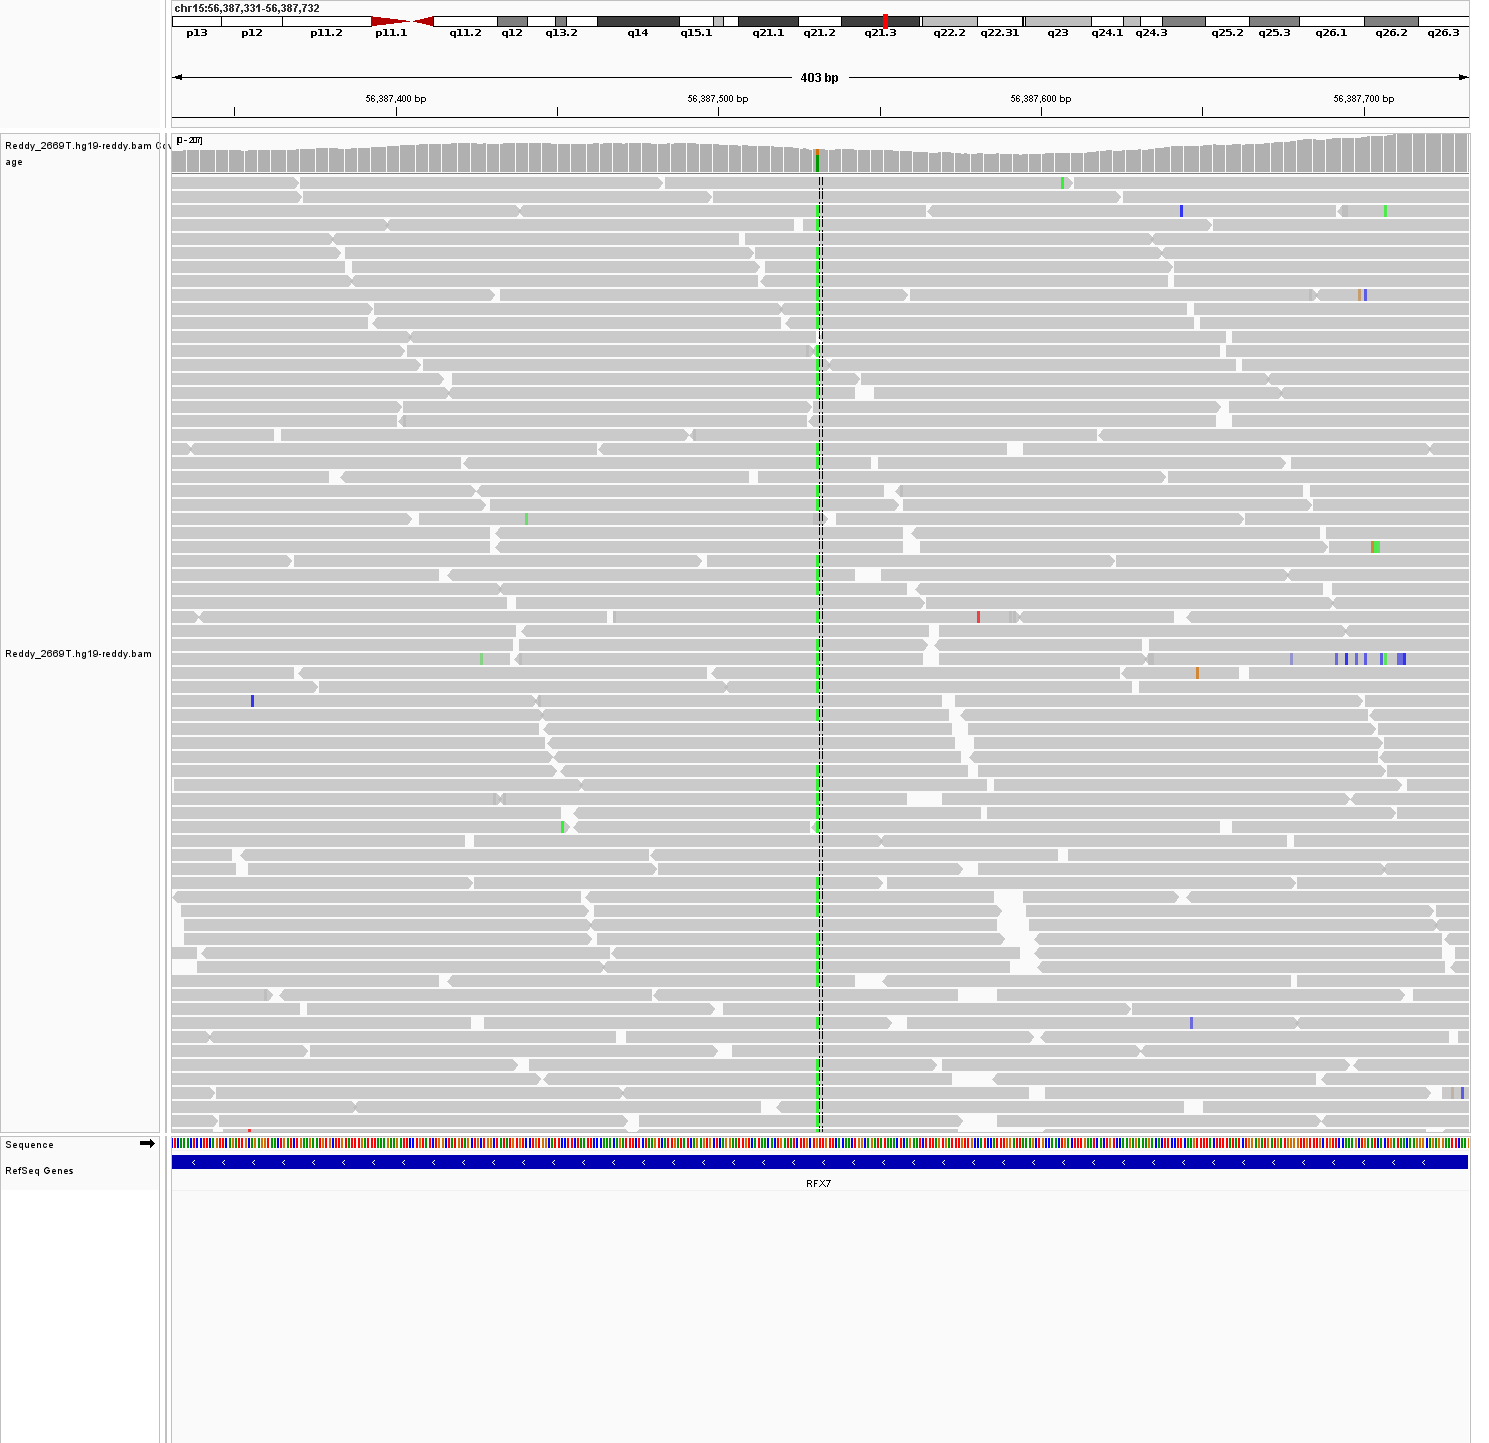 chr15:56,387,331-56,387,732
p13 p12 p11.2 p11.1 q11.2 q12 q13.2 q14 q15.1 q21.1 q21.2 q21.3 q22.2 q22.31 q23 q24.1 q24.3 q25.2 q25.3 q26.1 q26.2 q26.3
403 bp
56,387,400 bp 56,387,500 bp 56,387,600 bp 56,387,700 bp
[0 - 207]
Reddy_2669T.hg19-reddy.bam Cov
age
Reddy_2669T.hg19-reddy.bam
Sequence
RefSeq Genes
RFX7